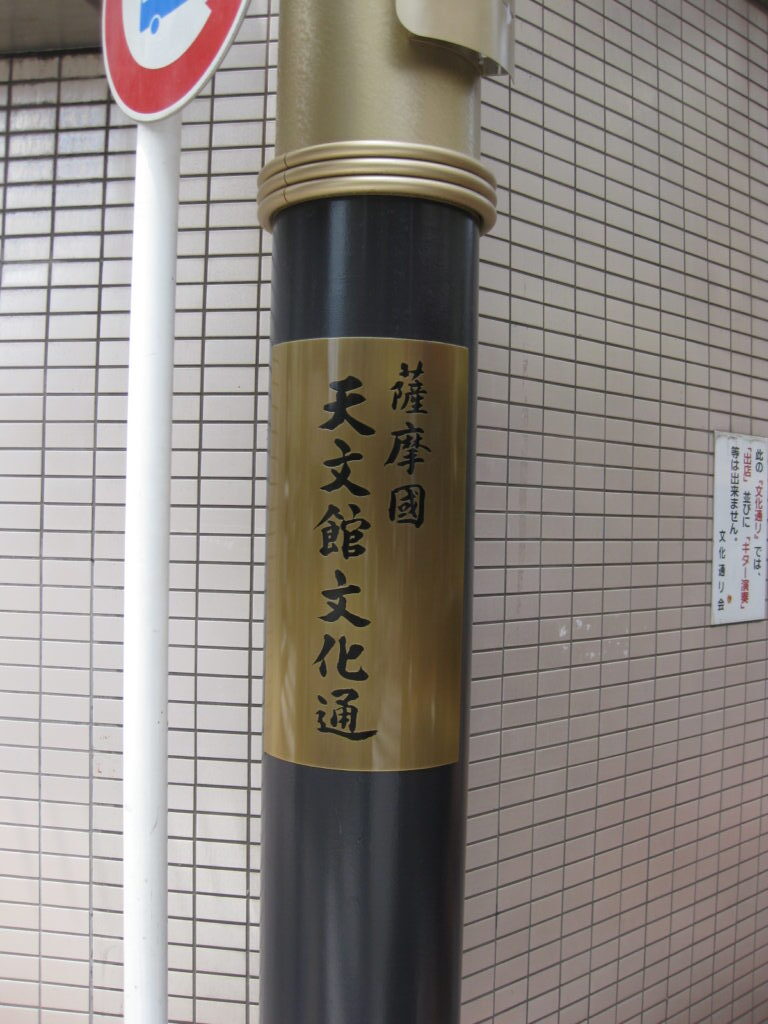 薩摩國
天文館文化通
此の『文化通り』では、
「出店」並びに『ギター演奏』
等は出来ません。
文化通り会